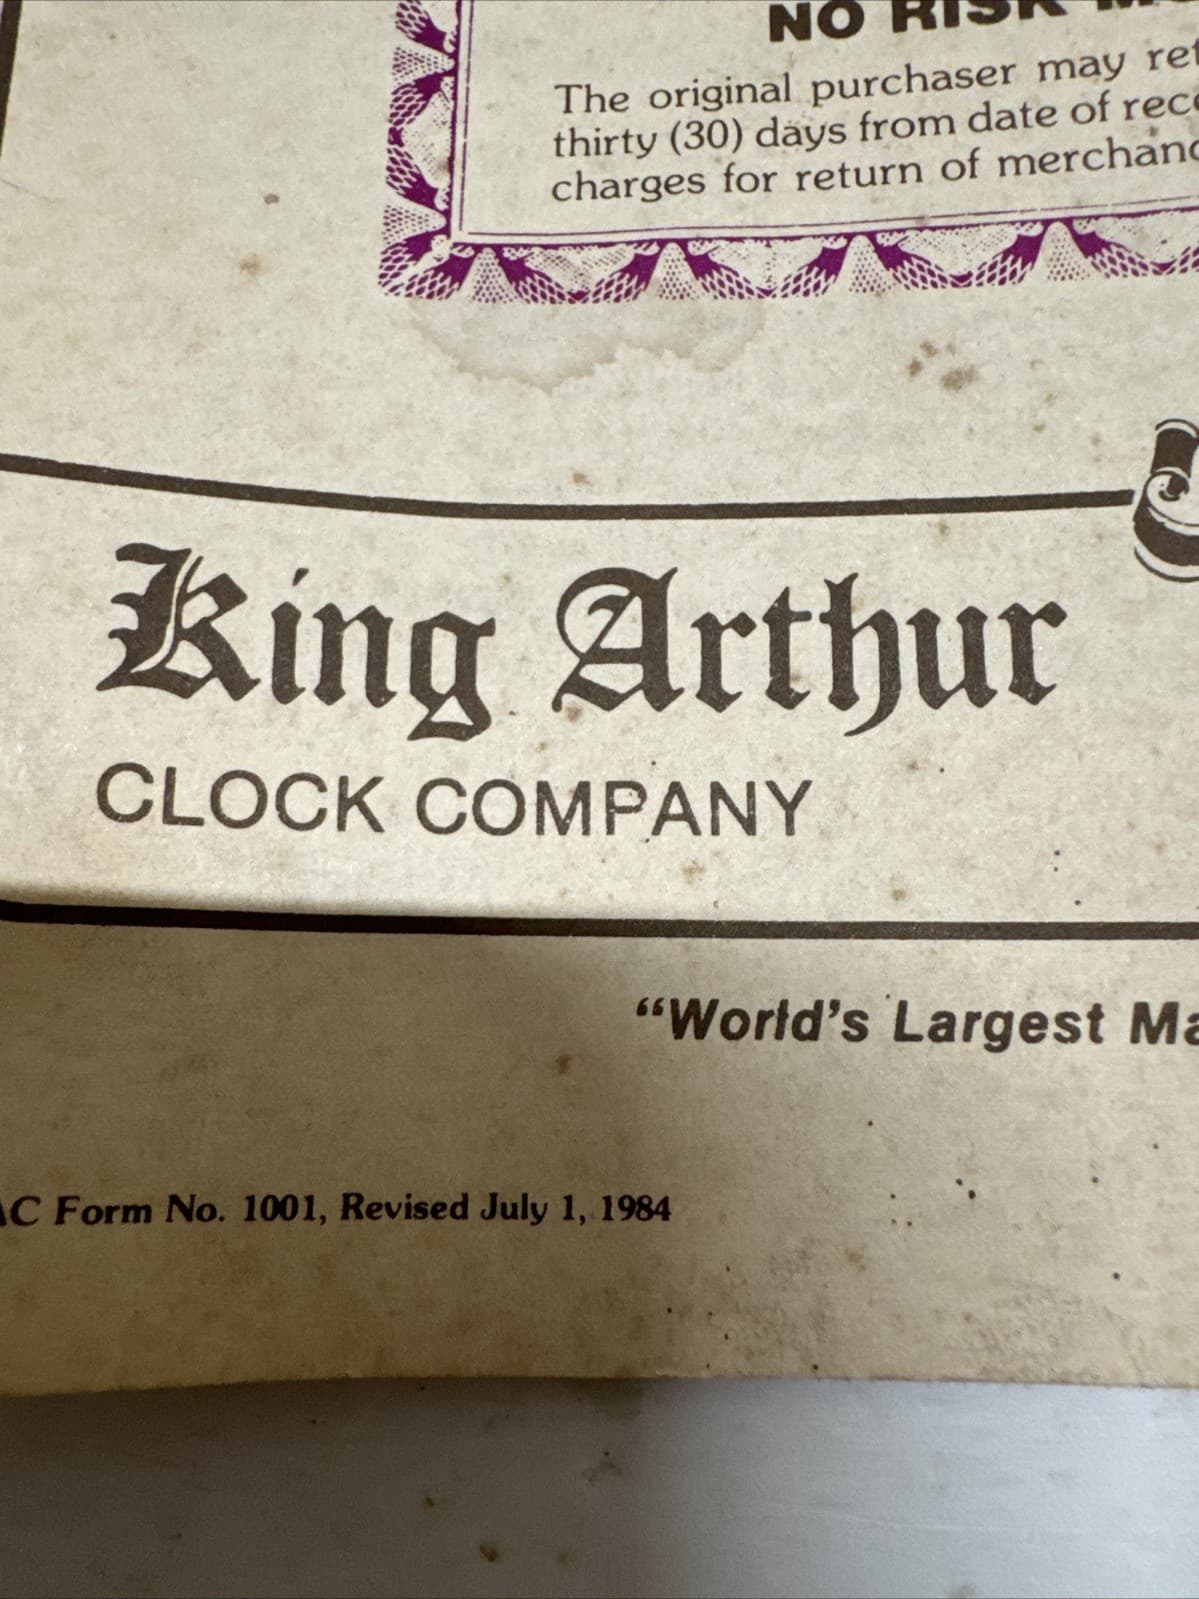 NO RISK
The original purchaser may
thirty (30) days from date of
charges for return of
King Arthur
CLOCK COMPANY
"World's Largest
C Form No. 1001, Revised July 1, 1984